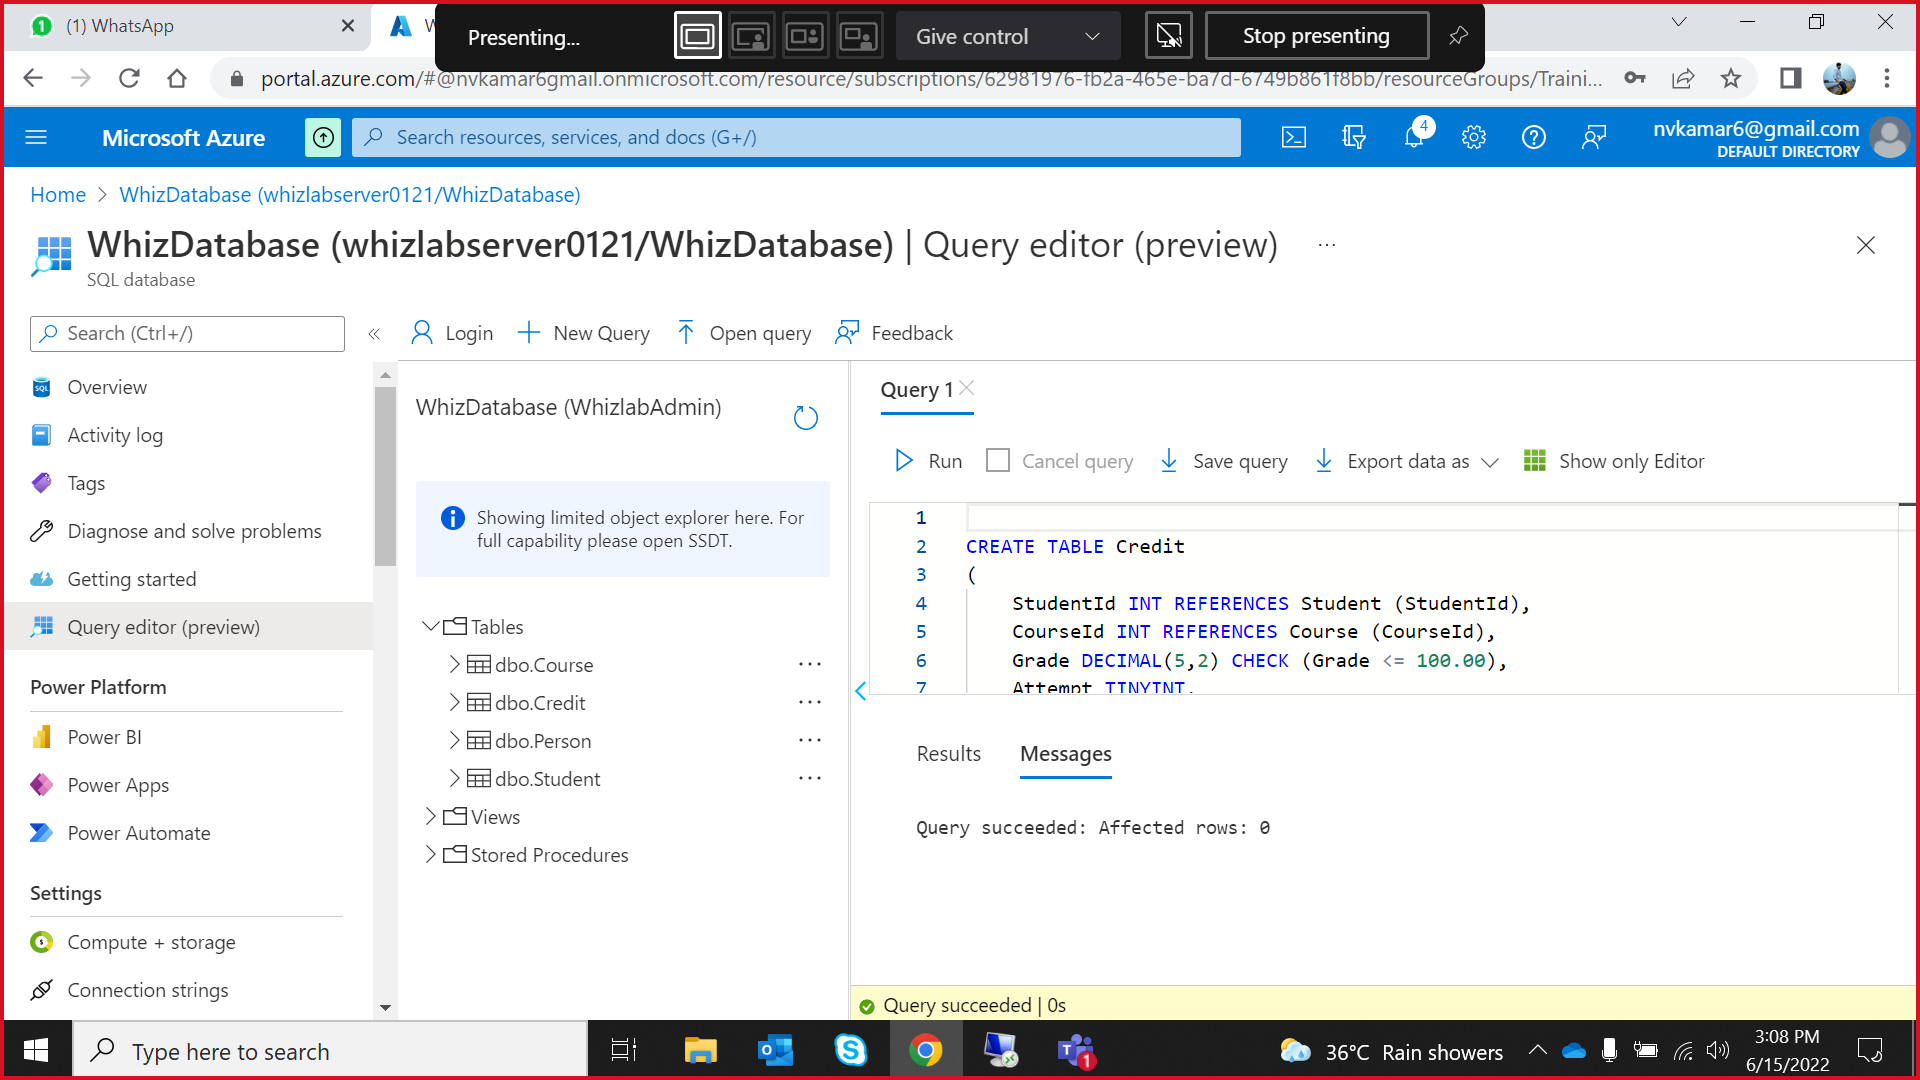 (1) WhatsApp
Presenting...
Give control
Stop presenting
portal.azure.com/#@nvkamar6gmail.onmicrosoft.com/resource/subscriptions/62981976-fb2a-465e-ba7d-6749b861f8bb/resourceGroups/Traini...
Microsoft Azure
Search resources, services, and docs (G+/)
4
nvkamar6@gmail.com
DEFAULT DIRECTORY
Home > WhizDatabase (whizlabserver0121/WhizDatabase)
WhizDatabase (whizlabserver0121/WhizDatabase) | Query editor (preview) ...
SQL database
Search (Ctrl+/)
«
Login
New Query
Open query
Feedback
Overview
Activity log
Tags
Diagnose and solve problems
Getting started
Query editor (preview)
Power Platform
Power BI
Power Apps
Power Automate
Settings
Compute + storage
Connection strings
WhizDatabase (WhizlabAdmin)
Showing limited object explorer here. For
full capability please open SSDT.
Tables
dbo.Course ...
dbo.Credit ...
dbo.Person ...
dbo.Student ...
Views
Stored Procedures
Query 1
Run
Cancel query
Save query
Export data as
Show only Editor
1
2 CREATE TABLE Credit
3 (
4 StudentId INT REFERENCES Student (StudentId),
5 CourseId INT REFERENCES Course (CourseId),
6 Grade DECIMAL(5,2) CHECK (Grade <= 100.00),
7 Attempt TINYINT,
Results
Messages
Query succeeded: Affected rows: 0
Query succeeded | 0s
Type here to search
1
36°C Rain showers
3:08 PM
6/15/2022